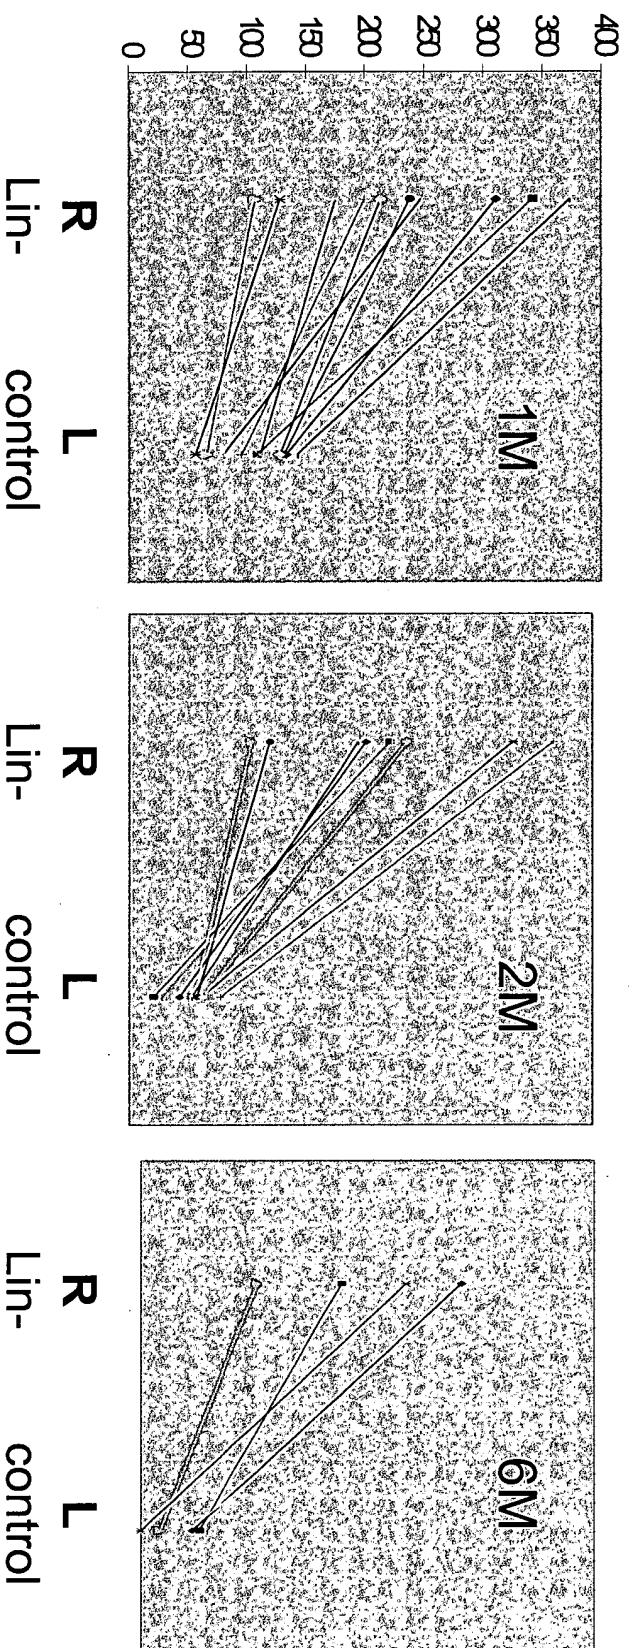 400
350
300
250
200
150
100
50
0
1M
2M
6M
R L
Lin- control
R L
Lin- control
R L
Lin- control